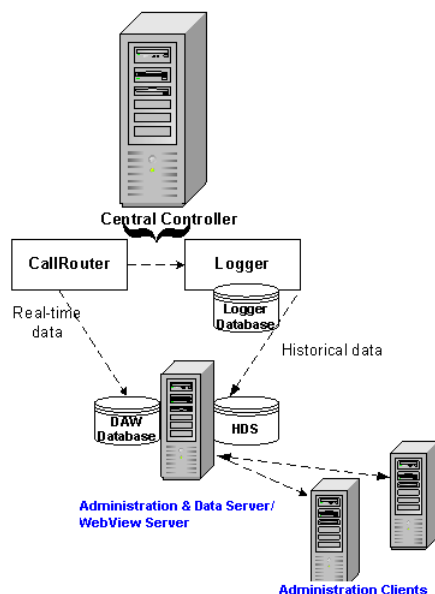 Central Controller
CallRouter
Logger
Logger
Database
Real-time
data
Historical data
DAW
Database
HDS
Administration & Data Server/
WebView Server
Administration Clients